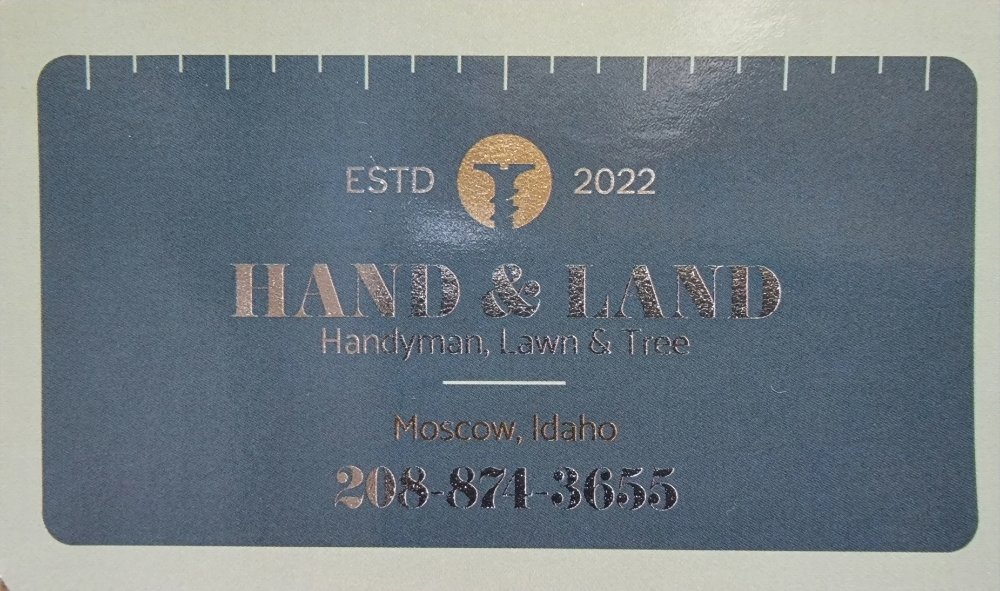 ESTD 2022
HAND & LAND
Handyman, Lawn & Tree
Moscow, Idaho
208-874-3655